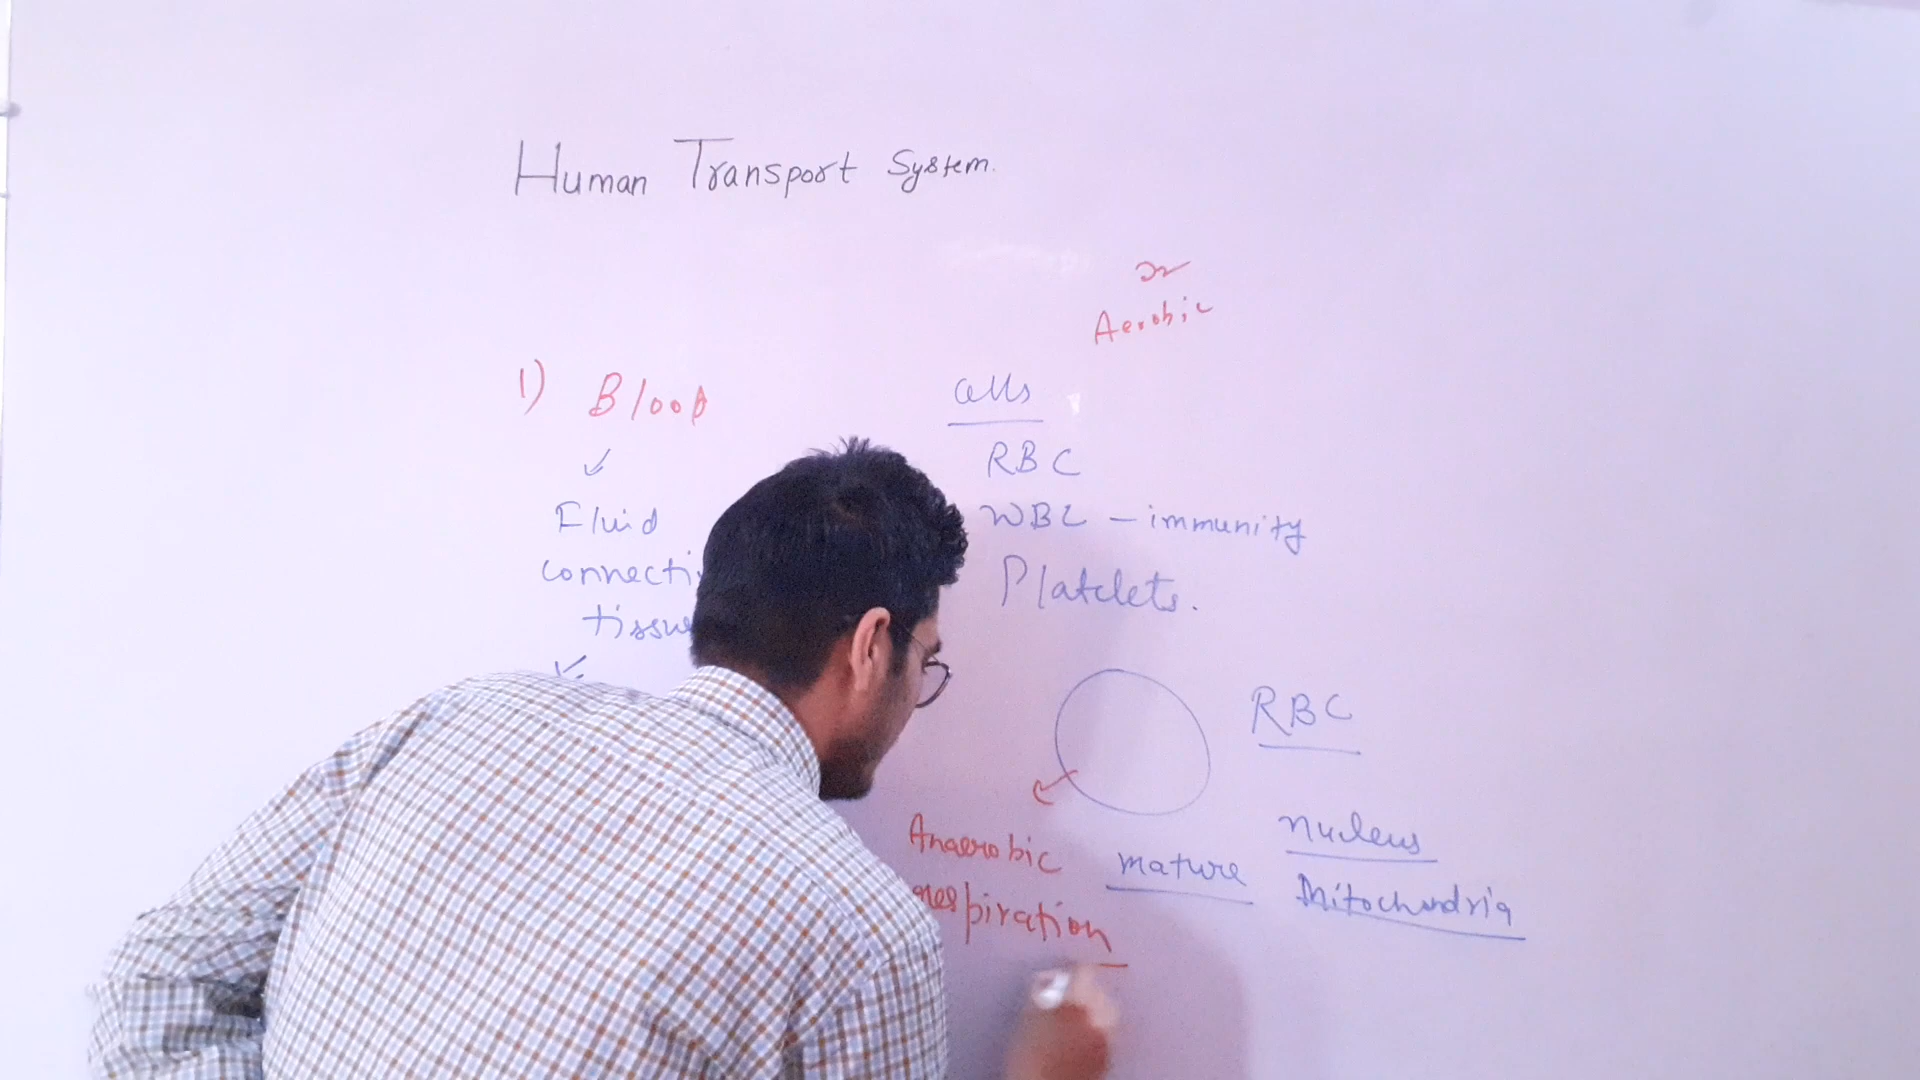 Human Transport System.
or
Aerobic
1) Blood
Fluid
connecti
tissue
cells
RBC
WBC - immunity
Platelets.
RBC
nucleus
Mitochondria
mature
Anaerobic
respiration